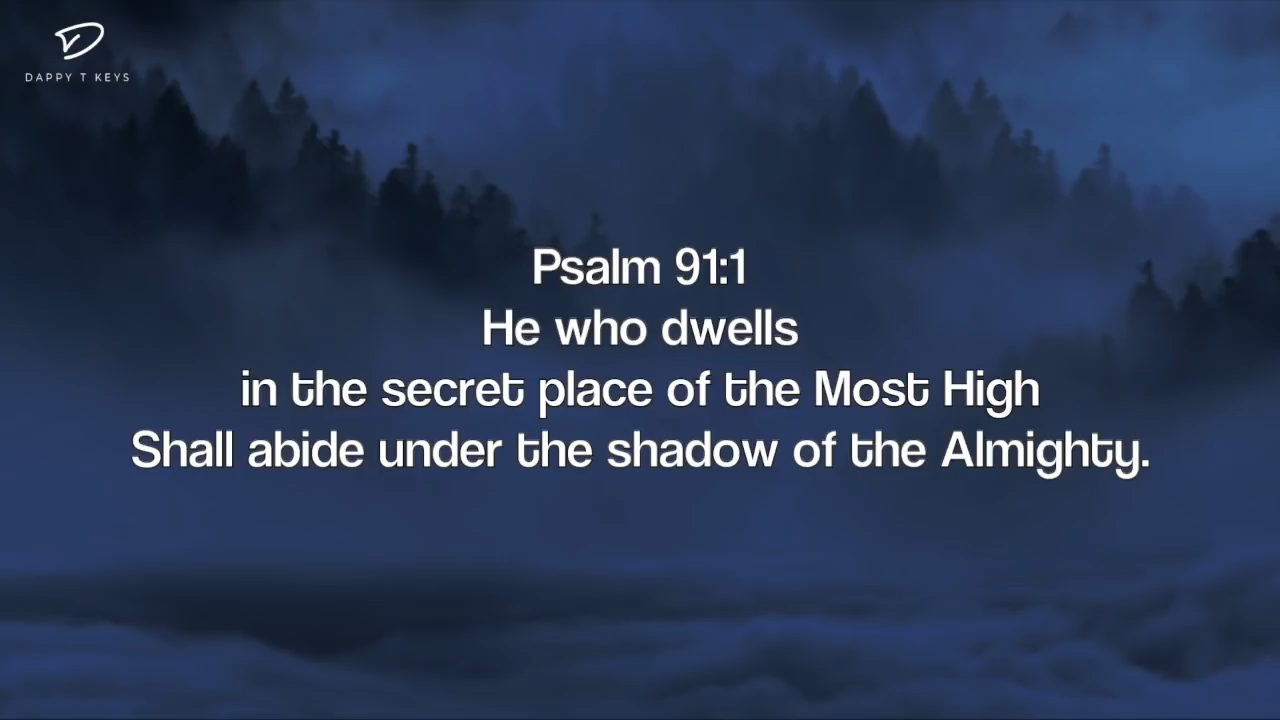 DAPPY T KEYS
Psalm 91:1
He who dwells
in the secret place of the Most High
Shall abide under the shadow of the Almighty.